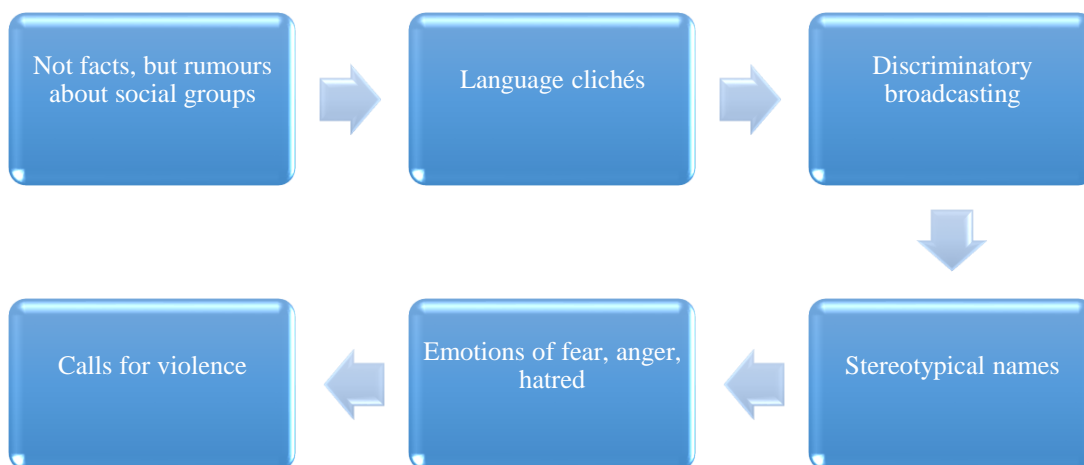 Not facts, but rumours
about social groups
Language clichés
Discriminatory
broadcasting
Stereotypical names
Emotions of fear, anger,
hatred
Calls for violence